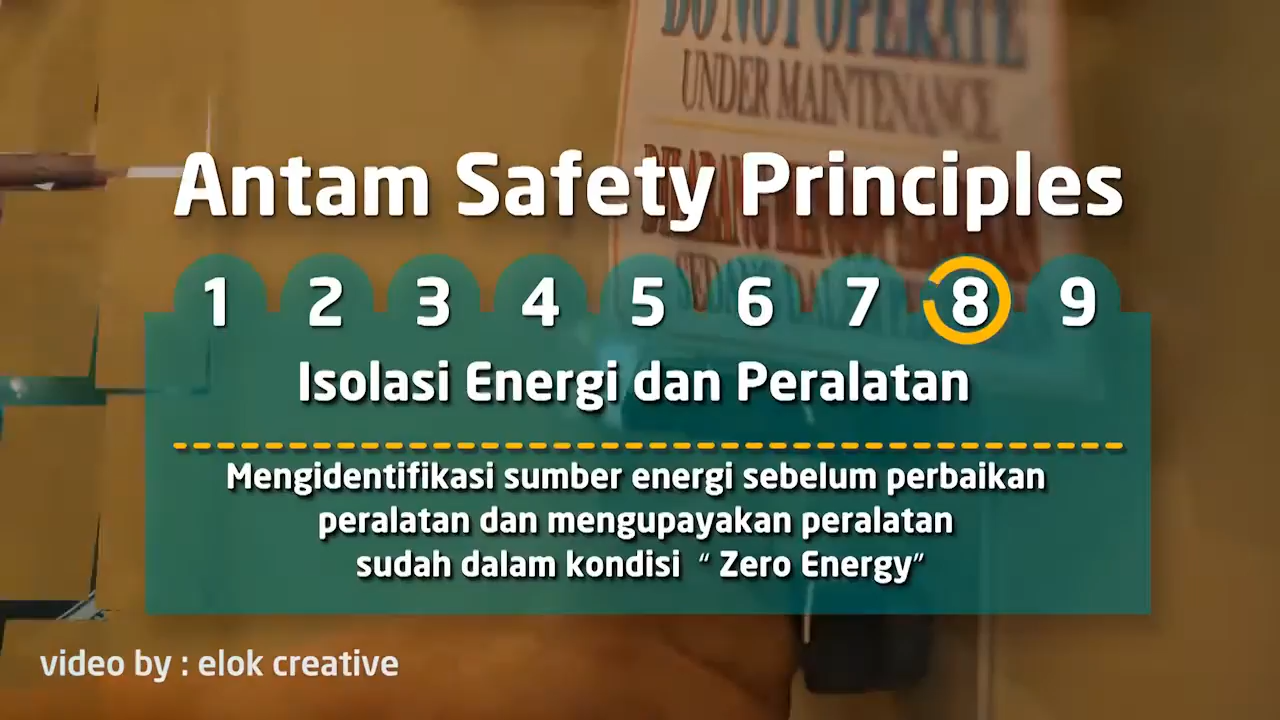 DO NOT OPERATE
UNDER MAINTENANCE
Antam Safety Principles
1 2 3 4 5 6 7 8 9
Isolasi Energi dan Peralatan
Mengidentifikasi sumber energi sebelum perbaikan
peralatan dan mengupayakan peralatan
sudah dalam kondisi “ Zero Energy”
video by : elok creative